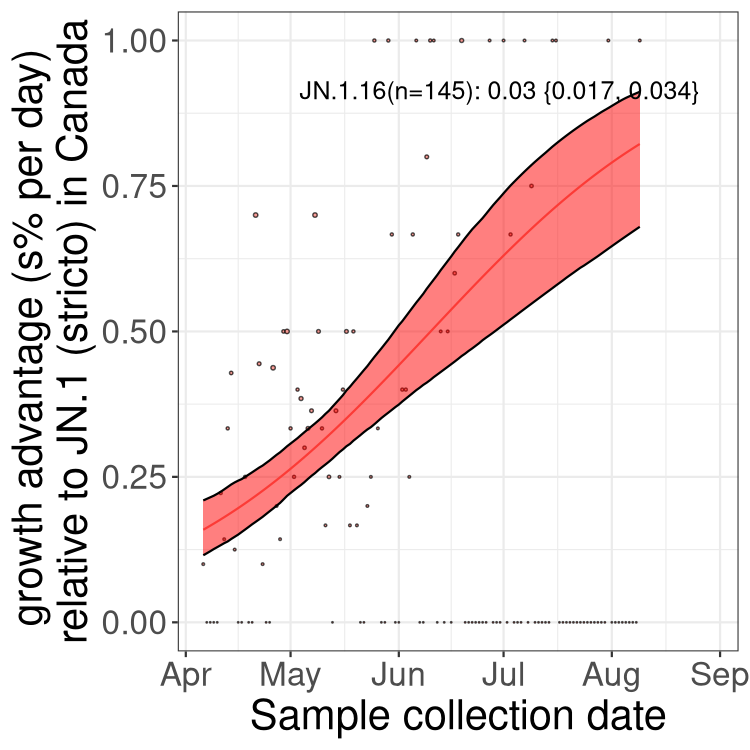 growth advantage (s% per day)
relative to JN.1 (stricto) in Canada
1.00
0.75
0.50
0.25
0.00
JN.1.16(n=145): 0.03 {0.017, 0.034}
Apr May Jun Jul Aug Sep
Sample collection date